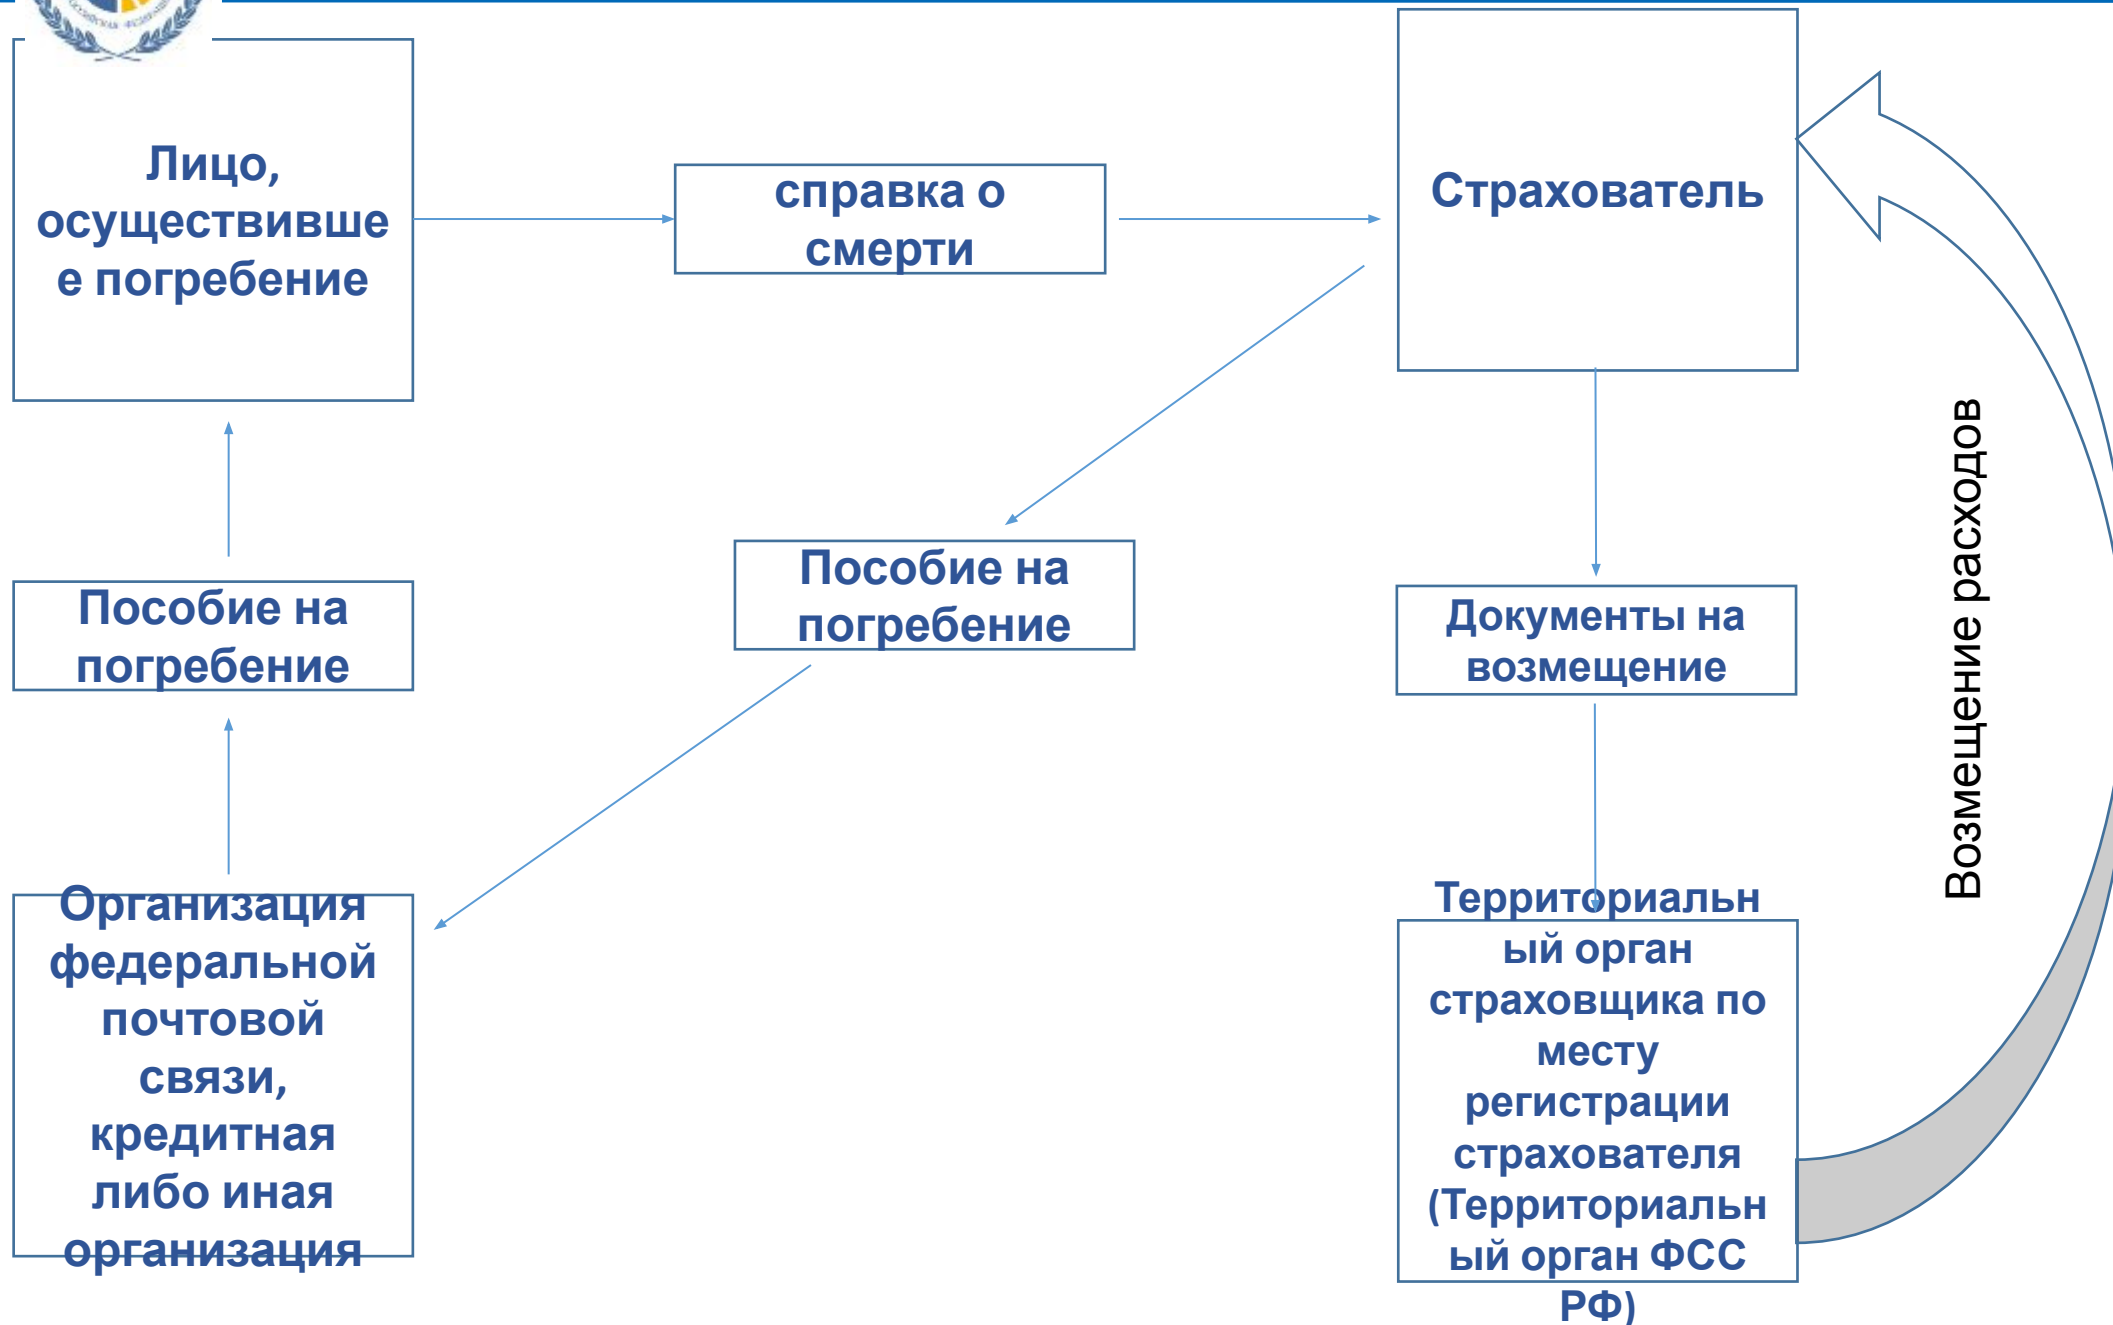 РОССИЙСКАЯ ФЕДЕРАЦИЯ
Лицо,
осуществивше
е погребение
справка о
смерти
Страхователь
Пособие на
погребение
Пособие на
погребение
Документы на
возмещение
Возмещение расходов
Организация
федеральной
почтовой
связи,
кредитная
либо иная
организация
Территориальн
ый орган
страховщика по
месту
регистрации
страхователя
(Территориальн
ый орган ФСС
РФ)